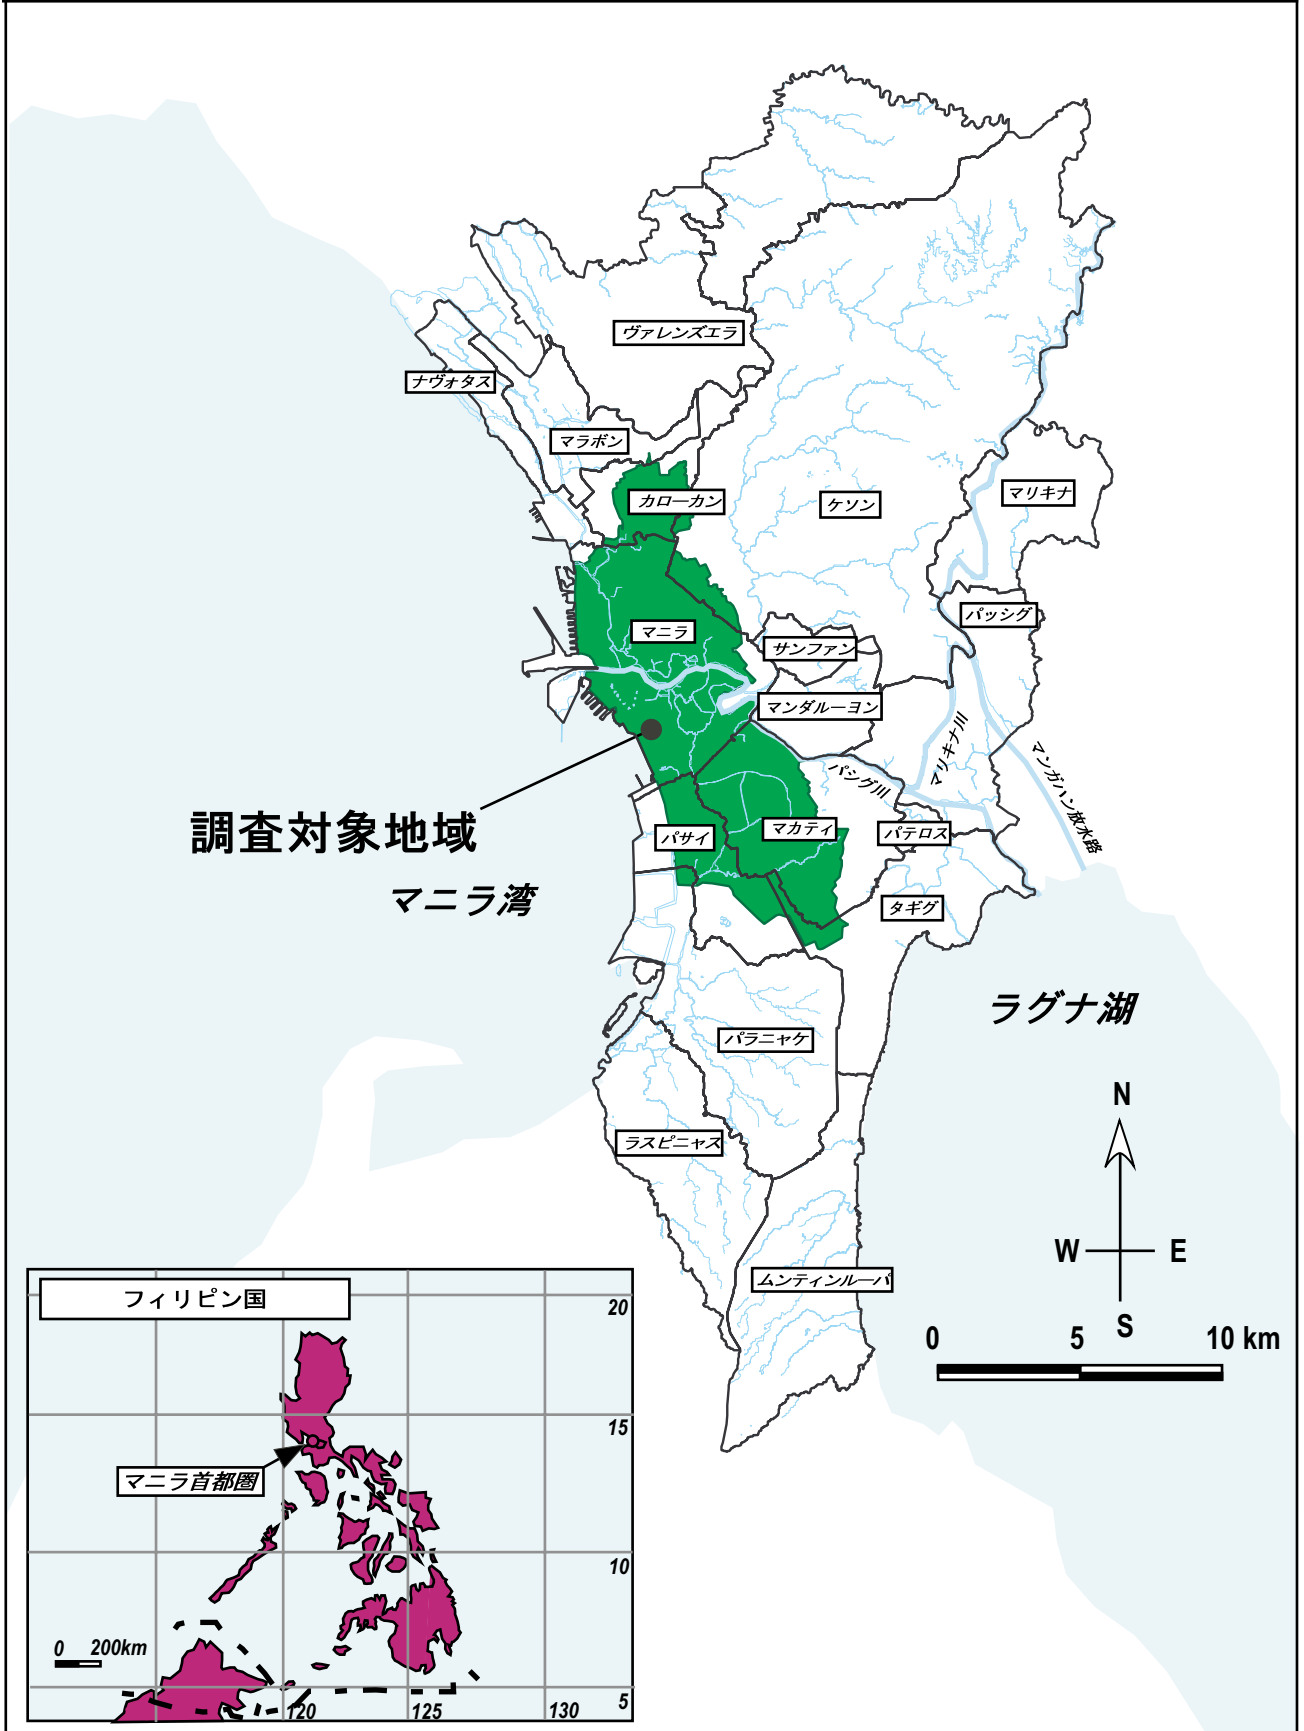 ヴァレンズエラ
ナヴォタス
マラボン
カローカン
ケソン
マリキナ
パッシグ
マニラ
サンファン
マンダルーヨン
マリキナ川
マンガハン放水路
パシグ川
調査対象地域
パサイ
マカティ
パテロス
マニラ湾
タギグ
ラグナ湖
パラニャケ
N
ラスピニャス
W E
ムンティンルーパ
S
0 5 10 km
フィリピン国
20
15
マニラ首都圏
10
0 200km
5
120 125 130